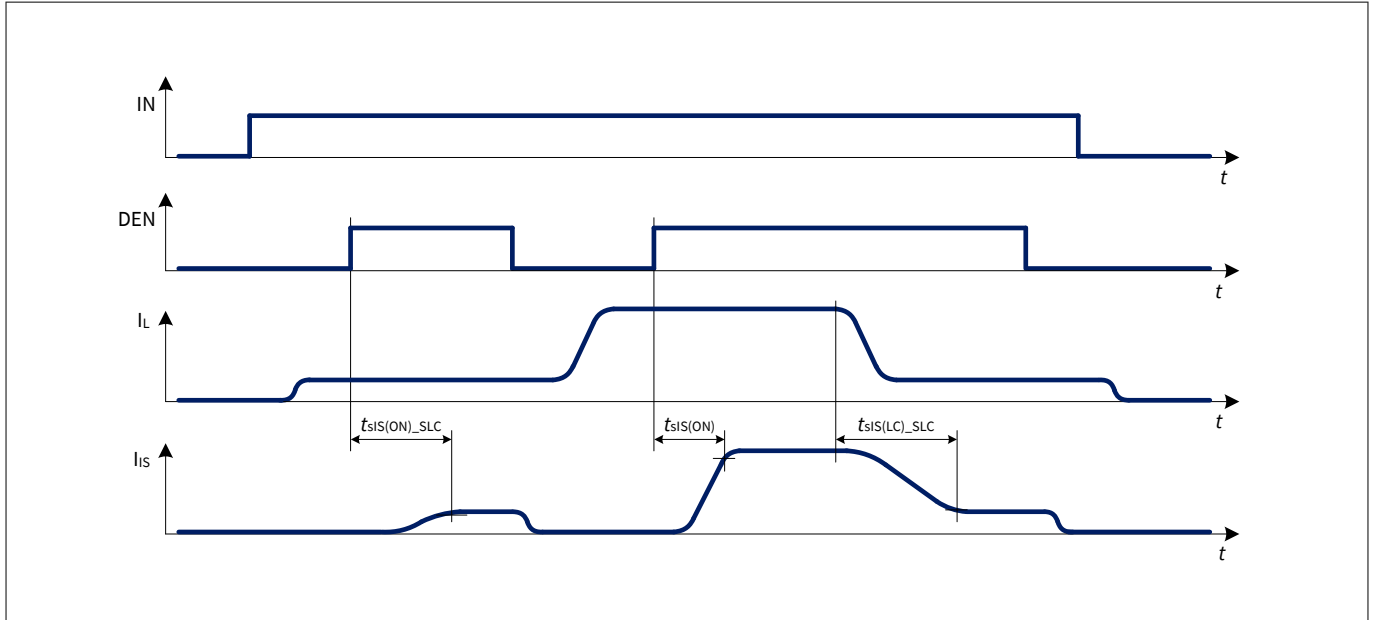 IN
t
DEN
t
IL
tsIS(ON)_SLC
tsIS(ON)
tsIS(LC)_SLC
IIS
t
t